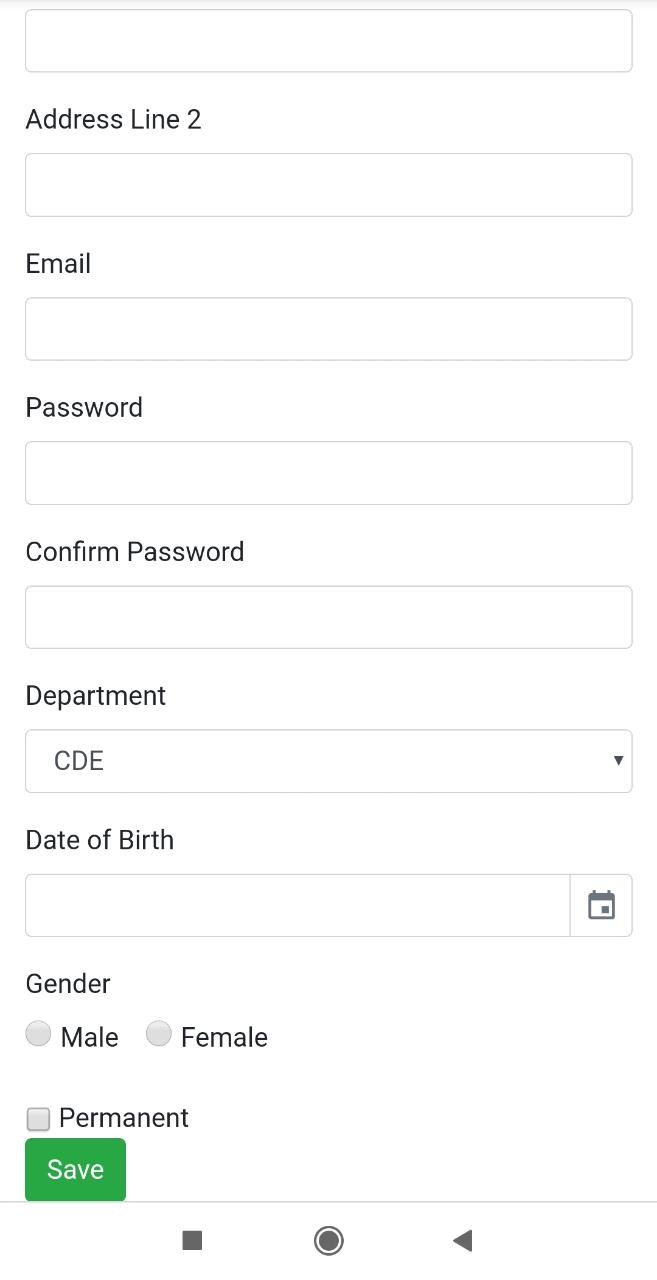 Address Line 2
Email
Password
Confirm Password
Department
CDE
Date of Birth
Gender
Male Female
Permanent
Save